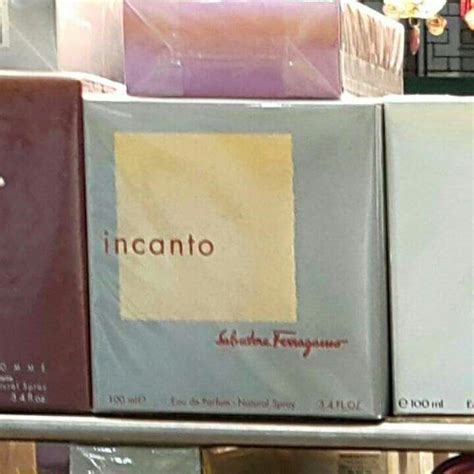 incanto
Salvatore Ferragamo
100 ml℮ Eau de Parfum - Natural Spray 3.4 FL.OZ
Spray
3.4 fl.oz
℮ 100 ml